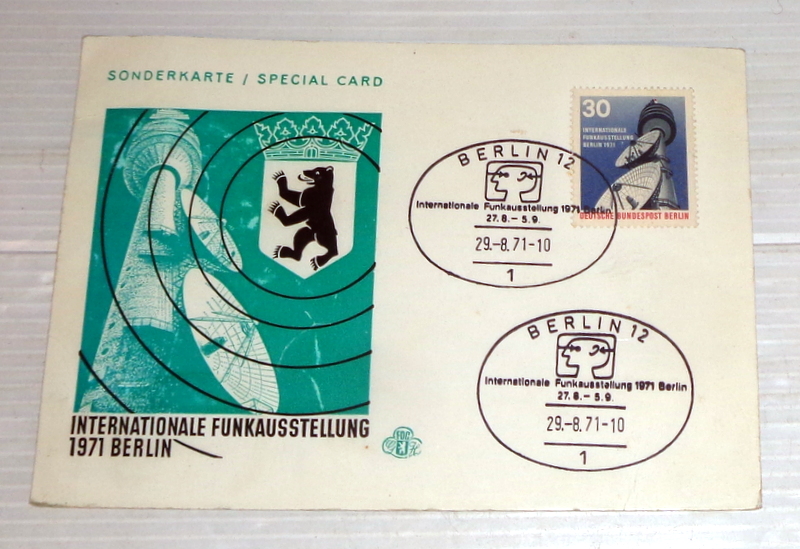 SONDERKARTE / SPECIAL CARD
30
INTERNATIONALE
FUNKAUSSTELLUNG
BERLIN 1971
DEUTSCHE BUNDESPOST BERLIN
BERLIN 12
Internationale Funkausstellung 1971 Berlin
27.8.– 5.9.
29.-8.71-10
1
BERLIN 12
Internationale Funkausstellung 1971 Berlin
27.8.– 5.9.
29.-8.71-10
1
INTERNATIONALE FUNKAUSSTELLUNG
1971 BERLIN
FDC